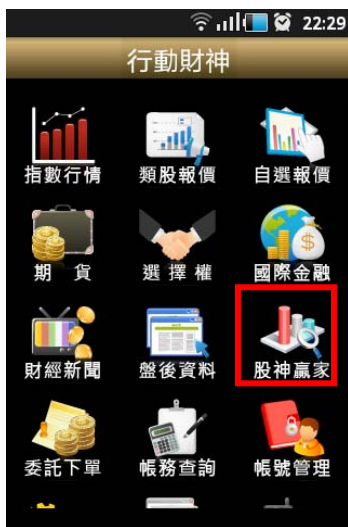 22:29
行動財神
指數行情 類股報價 自選報價
期 貨 選 擇 權 國際金融
財經新聞 盤後資料 股神贏家
委託下單 帳務查詢 帳號管理